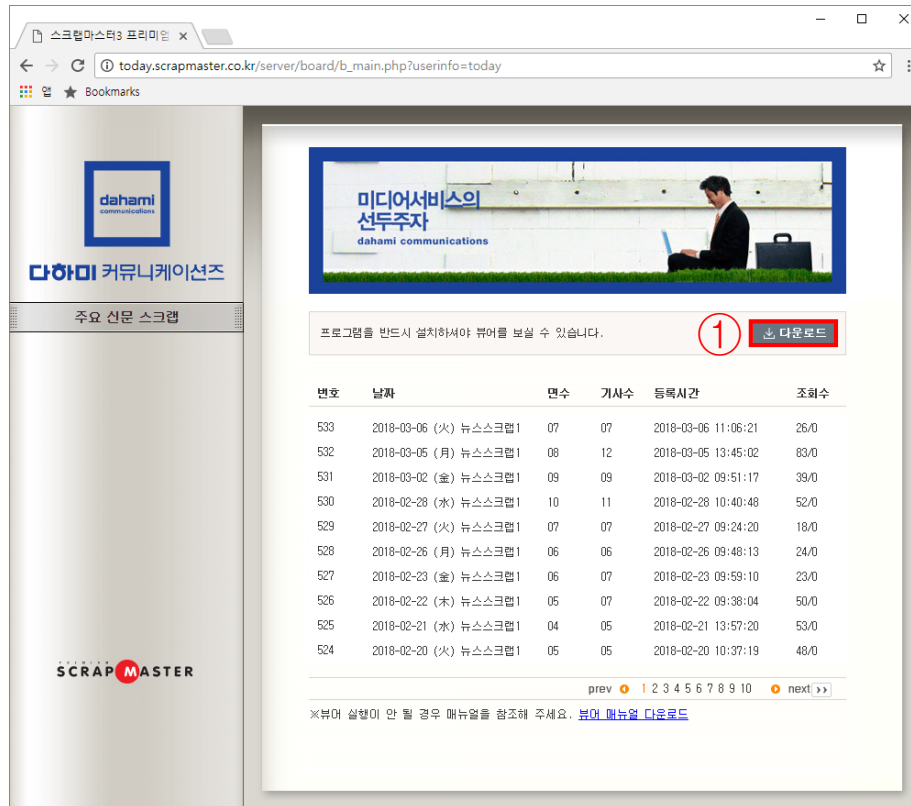 스크랩마스터3 프리미엄
today.scrapmaster.co.kr/server/board/b_main.php?userinfo=today
앱 Bookmarks
dahami
communications
다하미 커뮤니케이션즈
주요 신문 스크랩
미디어서비스의
선두주자
dahami communications
프로그램을 반드시 설치하셔야 뷰어를 보실 수 있습니다. ① 다운로드
번호 날짜 면수 기사수 등록시간 조회수
533 2018-03-06 (火) 뉴스스크랩1 07 07 2018-03-06 11:06:21 26/0
532 2018-03-05 (月) 뉴스스크랩1 08 12 2018-03-05 13:45:02 83/0
531 2018-03-02 (金) 뉴스스크랩1 09 09 2018-03-02 09:51:17 39/0
530 2018-02-28 (水) 뉴스스크랩1 10 11 2018-02-28 10:40:48 52/0
529 2018-02-27 (火) 뉴스스크랩1 07 07 2018-02-27 09:24:20 18/0
528 2018-02-26 (月) 뉴스스크랩1 06 06 2018-02-26 09:48:13 24/0
527 2018-02-23 (金) 뉴스스크랩1 06 07 2018-02-23 09:59:10 23/0
526 2018-02-22 (木) 뉴스스크랩1 05 07 2018-02-22 09:38:04 50/0
525 2018-02-21 (水) 뉴스스크랩1 04 05 2018-02-21 13:57:20 53/0
524 2018-02-20 (火) 뉴스스크랩1 05 05 2018-02-20 10:37:19 48/0
prev 1 2 3 4 5 6 7 8 9 10 next
※뷰어 실행이 안 될 경우 매뉴얼을 참조해 주세요. 뷰어 매뉴얼 다운로드
PREMIUM
SCRAPMASTER